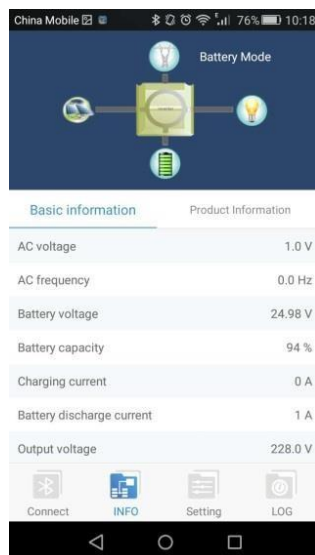 China Mobile 76% 10:18
Battery Mode
Basic information Product Information
AC voltage 1.0 V
AC frequency 0.0 Hz
Battery voltage 24.98 V
Battery capacity 94 %
Charging current 0 A
Battery discharge current 1 A
Output voltage 228.0 V
Connect INFO Setting LOG